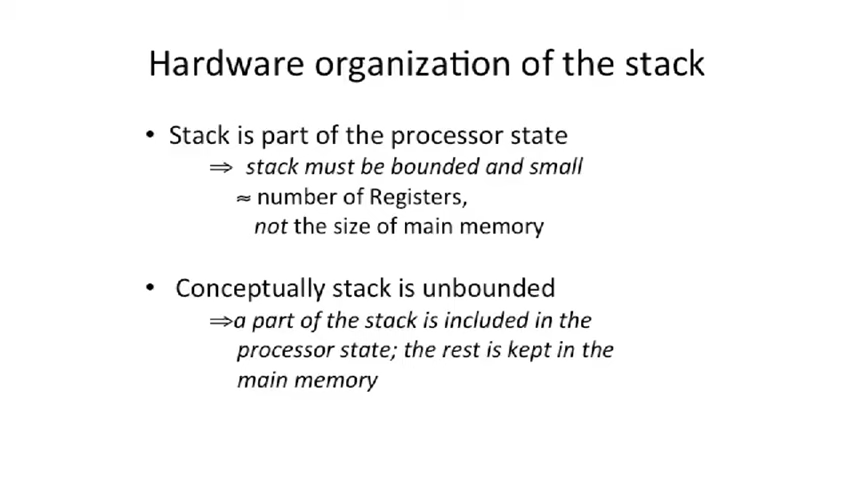 Hardware organization of the stack
• Stack is part of the processor state
⇒ stack must be bounded and small
≈ number of Registers,
not the size of main memory
• Conceptually stack is unbounded
⇒a part of the stack is included in the
processor state; the rest is kept in the
main memory